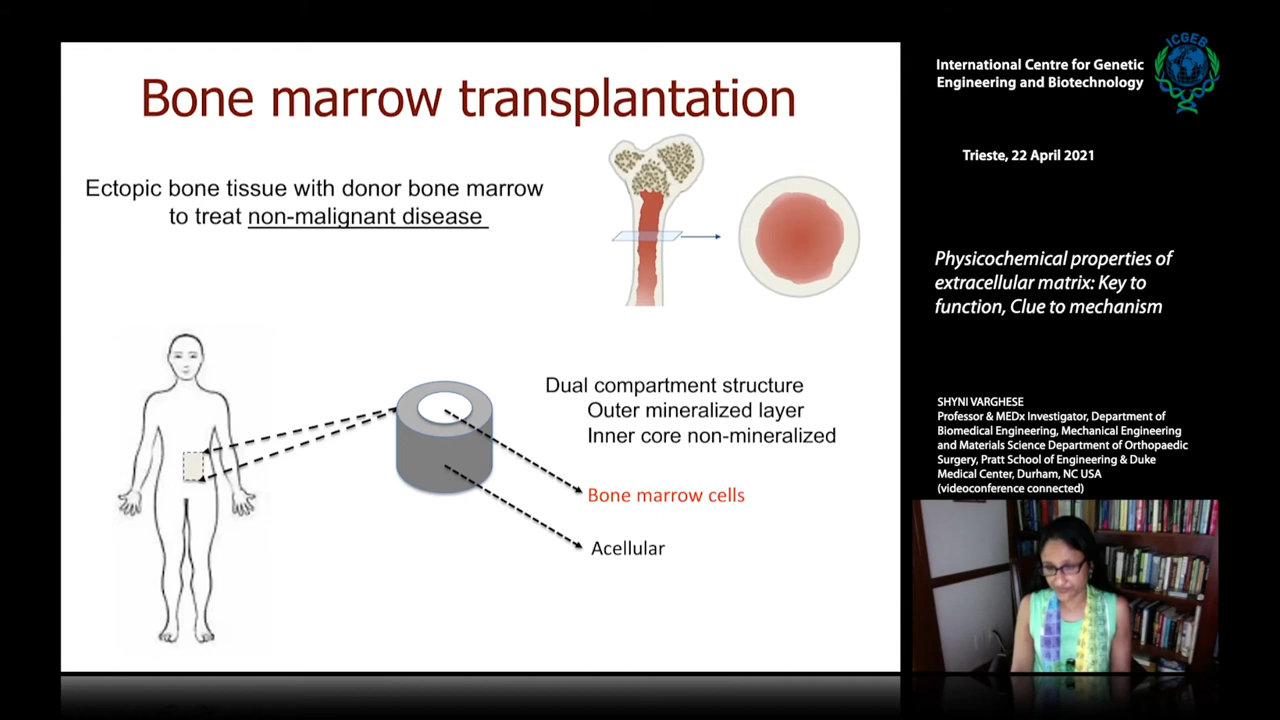 Bone marrow transplantation
Ectopic bone tissue with donor bone marrow
to treat non-malignant disease
Dual compartment structure
Outer mineralized layer
Inner core non-mineralized
Bone marrow cells
Acellular
International Centre for Genetic
Engineering and Biotechnology
ICGEB
Trieste, 22 April 2021
Physicochemical properties of
extracellular matrix: Key to
function, Clue to mechanism
SHYNI VARGHESE
Professor & MEDx Investigator, Department of
Biomedical Engineering, Mechanical Engineering
and Materials Science Department of Orthopaedic
Surgery, Pratt School of Engineering & Duke
Medical Center, Durham, NC USA
(videoconference connected)